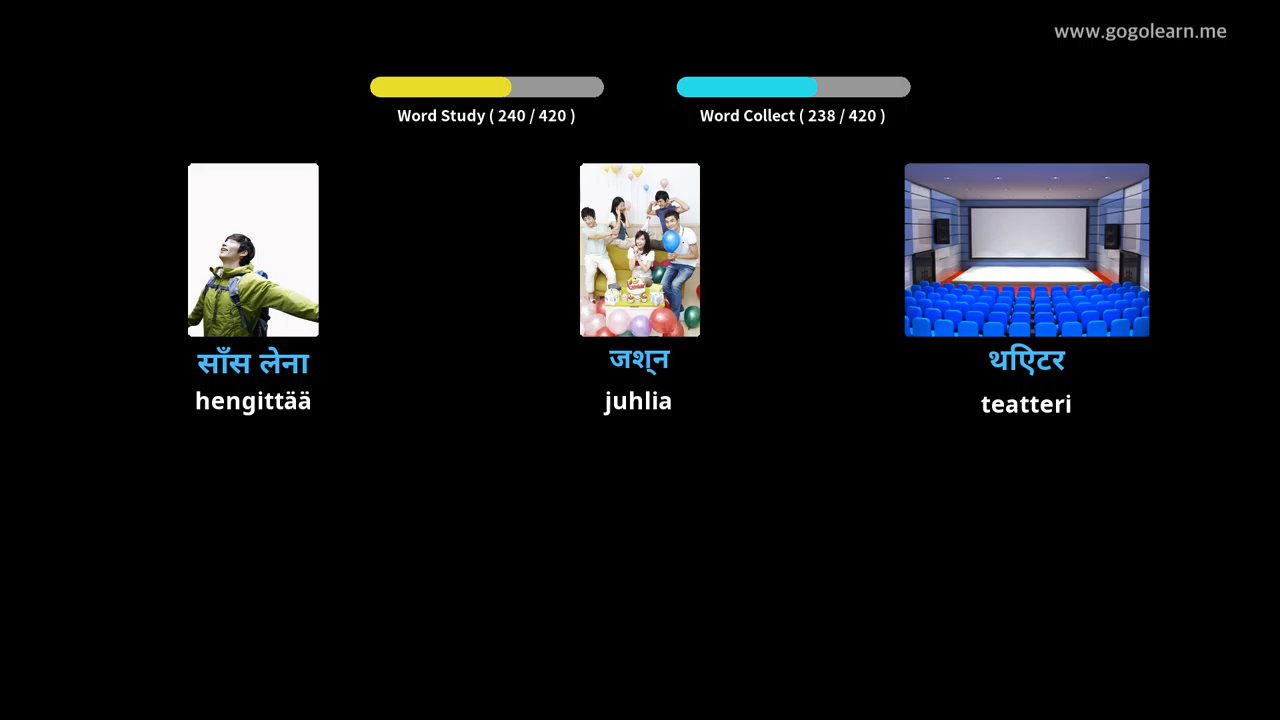 www.gogolearn.me
Word Study ( 240 / 420 )
Word Collect ( 238 / 420 )
साँस लेना
जश्न
थिएटर
hengittää
juhlia
teatteri